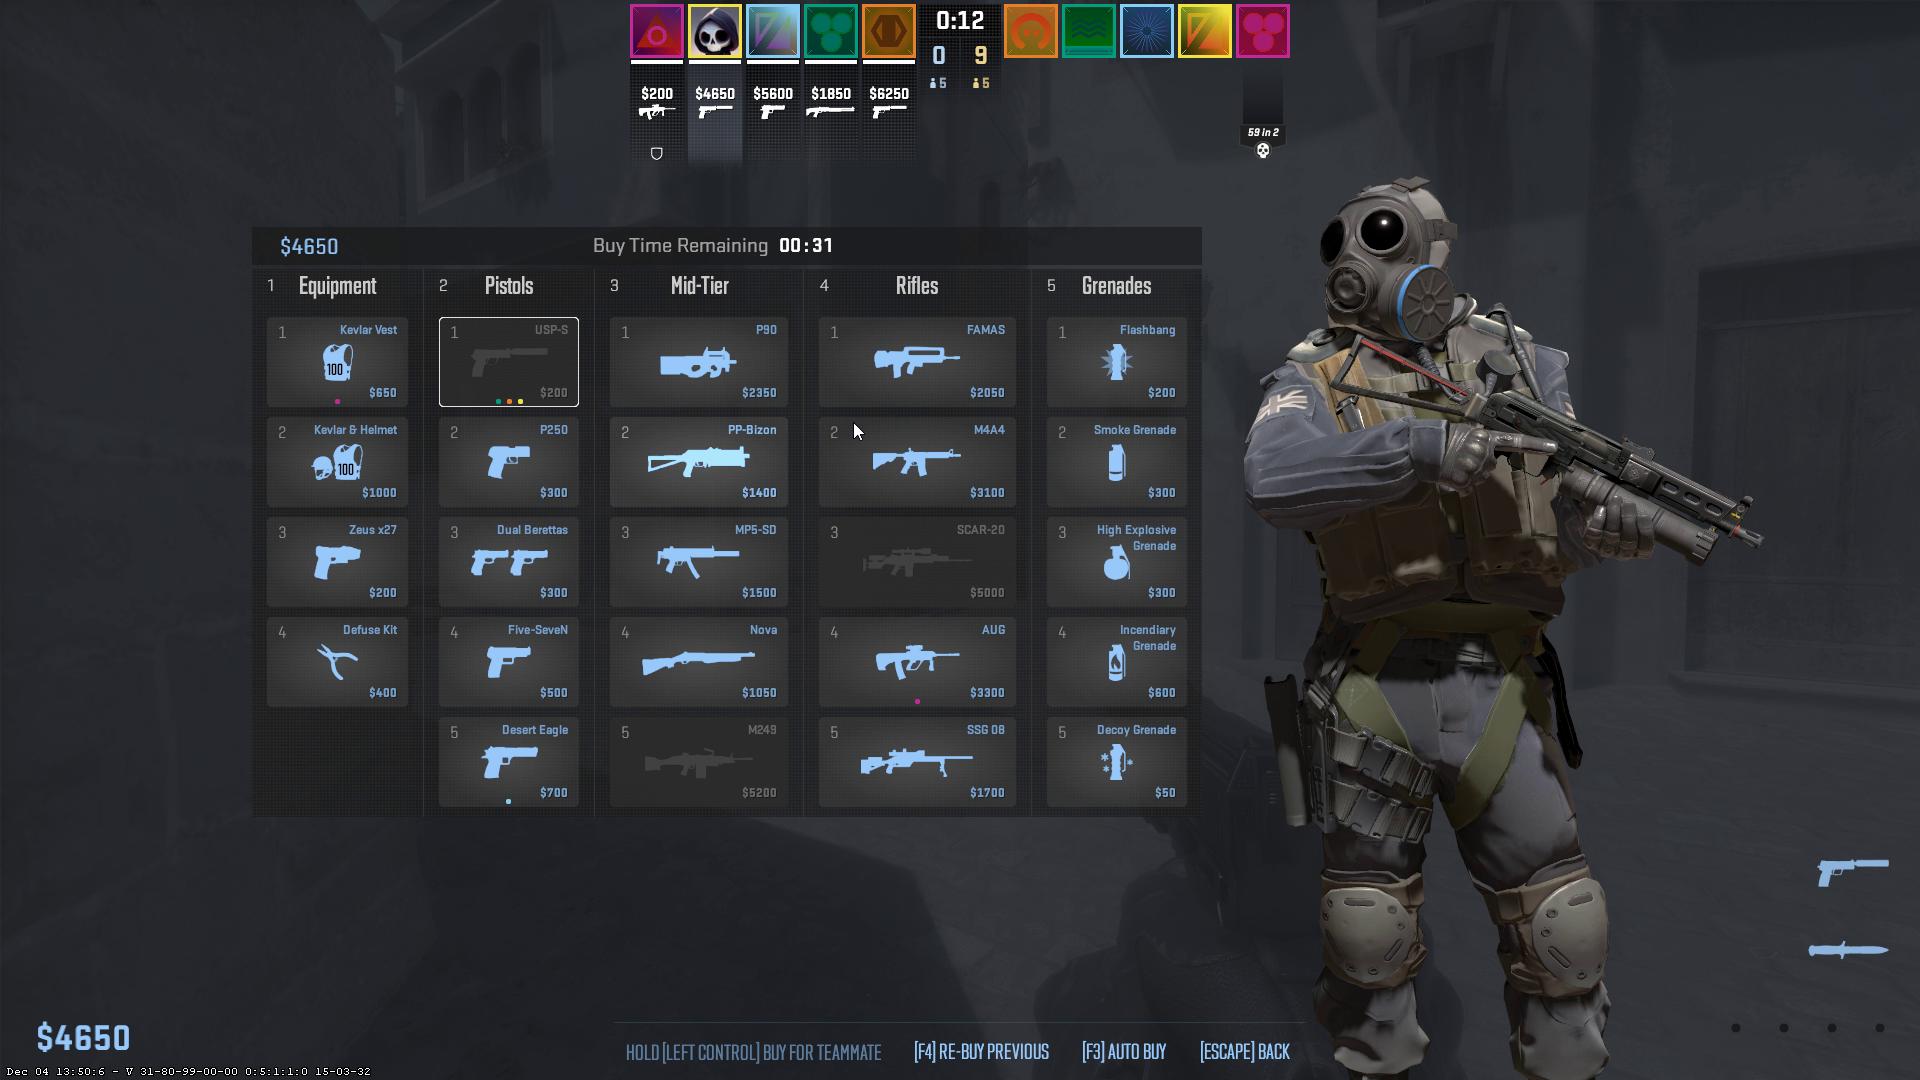 0:12
0 9
5 5
$200 $4650 $5600 $1850 $6250
59 in 2
$4650 Buy Time Remaining 00:31
1 Equipment 2 Pistols 3 Mid-Tier 4 Rifles 5 Grenades
1 Kevlar Vest
100
$650
2 Kevlar & Helmet
100
$1000
3 Zeus x27
$200
4 Defuse Kit
$400
1 USP-S
$200
2 P250
$300
3 Dual Berettas
$300
4 Five-SeveN
$500
5 Desert Eagle
$700
1 P90
$2350
2 PP-Bizon
$1400
3 MP5-SD
$1500
4 Nova
$1050
5 M249
$5200
1 FAMAS
$2050
2 M4A4
$3100
3 SCAR-20
$5000
4 AUG
$3300
5 SSG 08
$1700
1 Flashbang
$200
2 Smoke Grenade
$300
3 High Explosive
Grenade
$300
4 Incendiary
Grenade
$600
5 Decoy Grenade
$50
$4650
HOLD [LEFT CONTROL] BUY FOR TEAMMATE [F4] RE-BUY PREVIOUS [F3] AUTO BUY [ESCAPE] BACK
Dec 04 13:50:6 - V 31-80-99-00-00 0:5:1:1:0 15-03-32